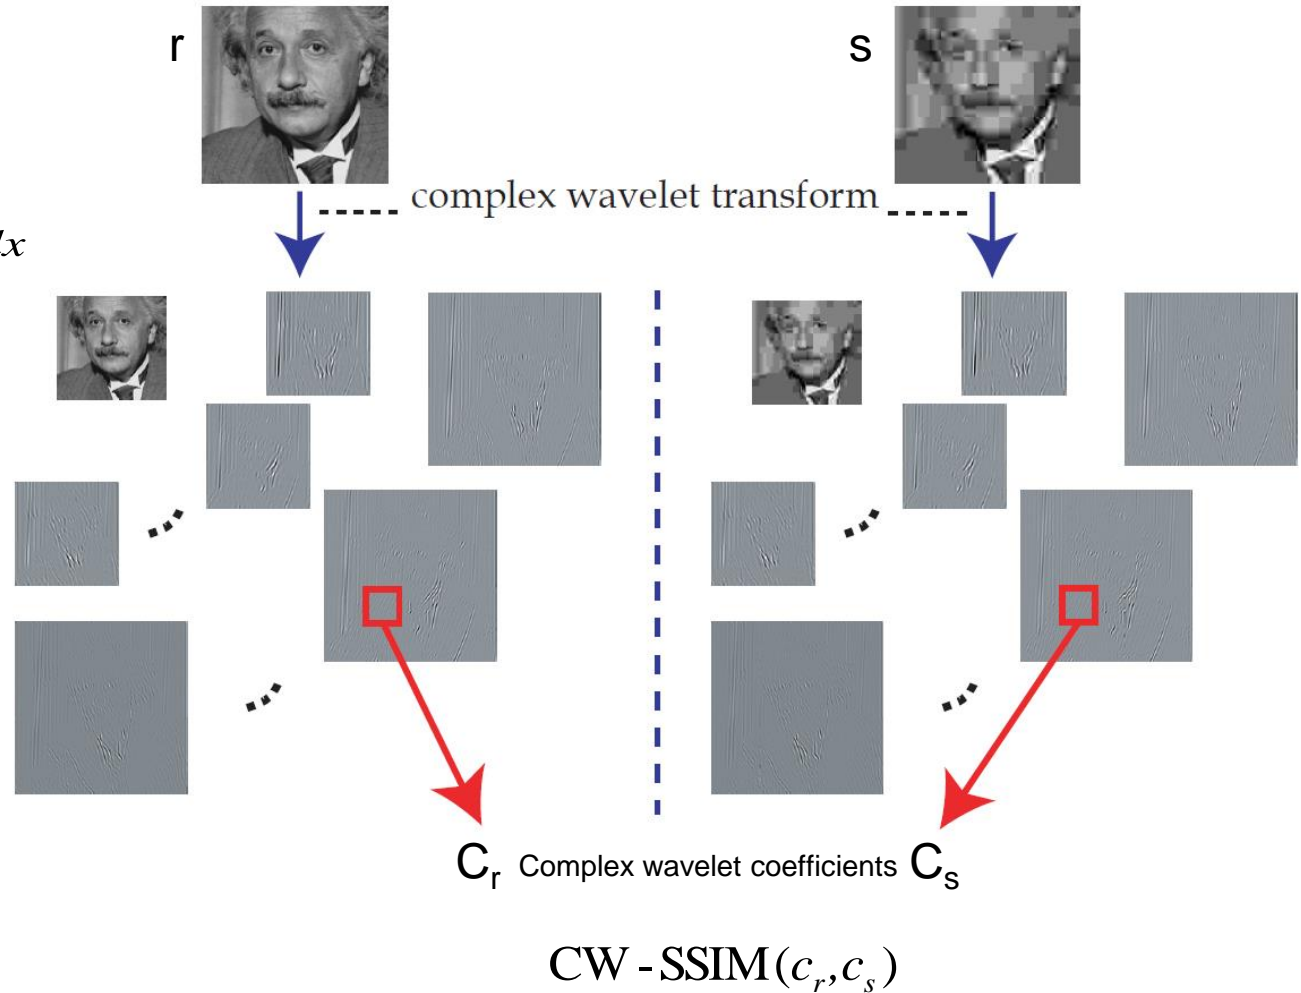 r
s
complex wavelet transform
x
C_r Complex wavelet coefficients C_s
CW-SSIM(c_r,c_s)